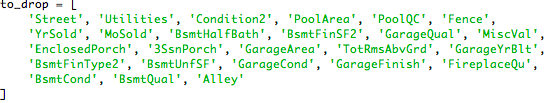 to_drop = [
    'Street', 'Utilities', 'Condition2', 'PoolArea', 'PoolQC', 'Fence',
    'YrSold', 'MoSold', 'BsmtHalfBath', 'BsmtFinSF2', 'GarageQual', 'MiscVal',
    'EnclosedPorch', '3SsnPorch', 'GarageArea', 'TotRmsAbvGrd', 'GarageYrBlt',
    'BsmtFinType2', 'BsmtUnfSF', 'GarageCond', 'GarageFinish', 'FireplaceQu',
    'BsmtCond', 'BsmtQual', 'Alley'
]